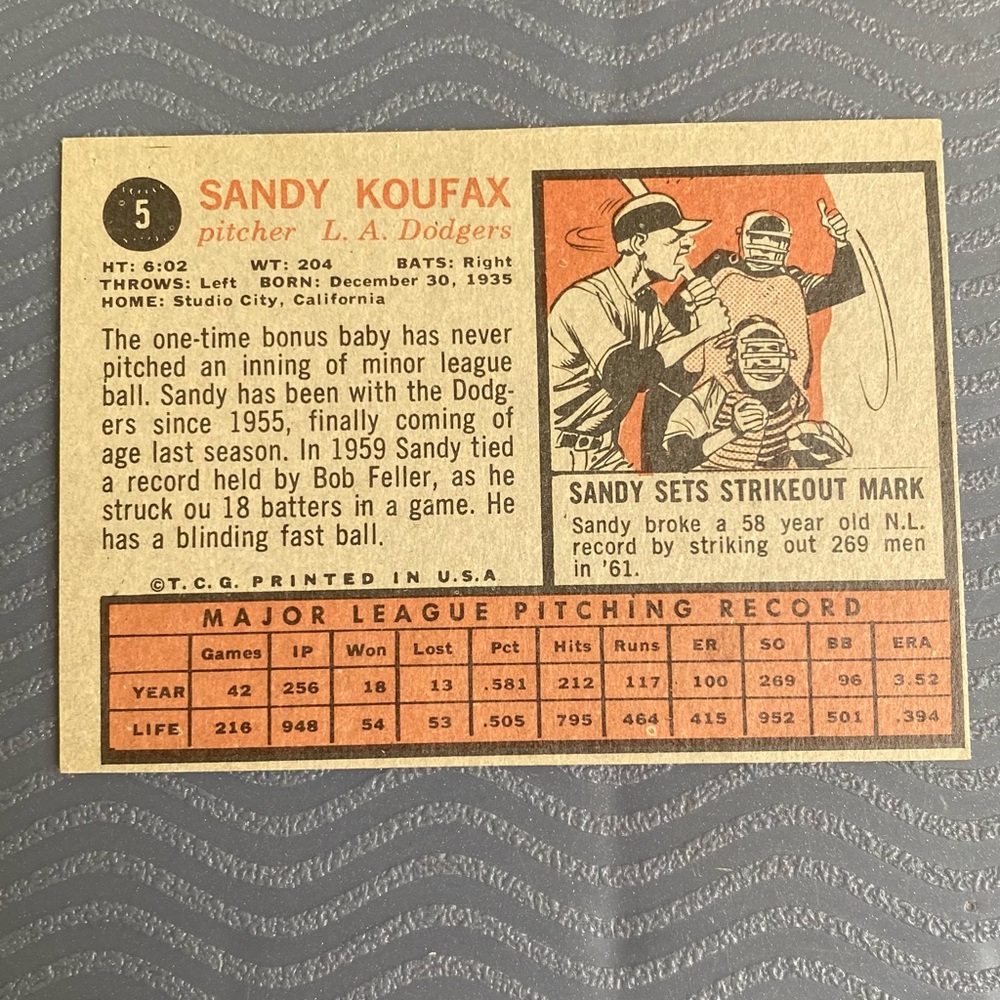 5
SANDY KOUFAX
pitcher L. A. Dodgers
HT: 6:02 WT: 204 BATS: Right
THROWS: Left BORN: December 30, 1935
HOME: Studio City, California
The one-time bonus baby has never
pitched an inning of minor league
ball. Sandy has been with the Dodg-
ers since 1955, finally coming of
age last season. In 1959 Sandy tied
a record held by Bob Feller, as he
struck ou 18 batters in a game. He
has a blinding fast ball.
©T.C.G. PRINTED IN U.S.A
SANDY SETS STRIKEOUT MARK
Sandy broke a 58 year old N.L.
record by striking out 269 men
in '61.
MAJOR LEAGUE PITCHING RECORD
Games IP Won Lost Pct Hits Runs ER SO BB ERA
YEAR 42 256 18 13 .581 212 117 100 269 96 3.52
LIFE 216 948 54 53 .505 795 464 415 952 501 .394